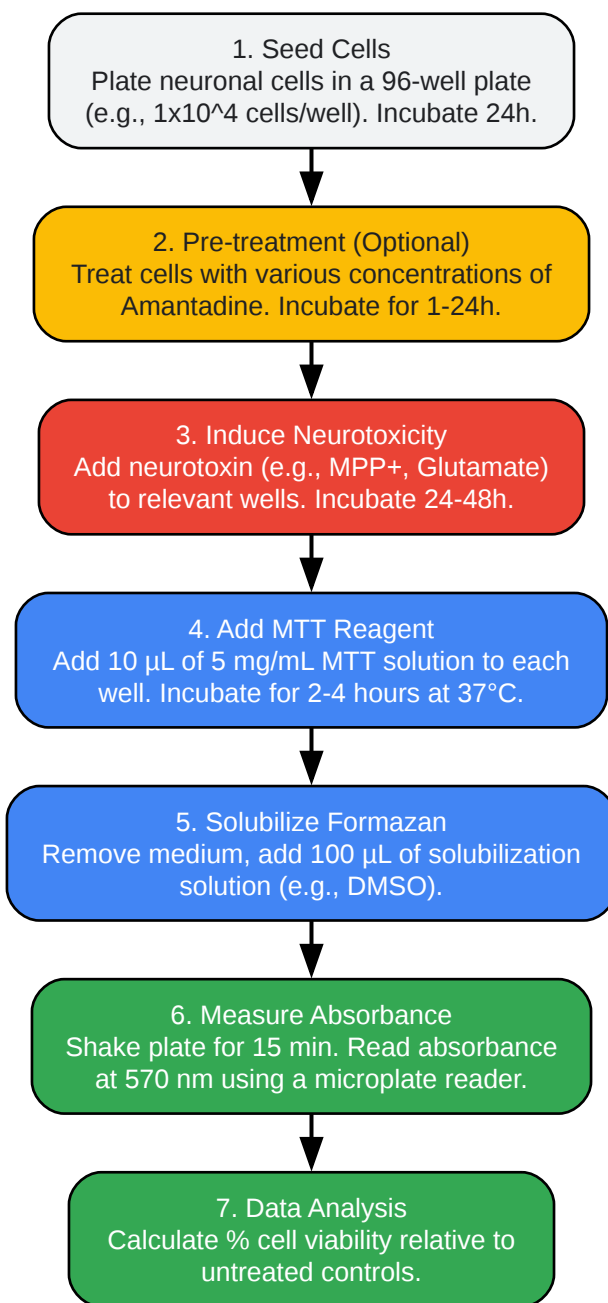 1. Seed Cells
Plate neuronal cells in a 96-well plate
(e.g., 1x10^4 cells/well). Incubate 24h.
2. Pre-treatment (Optional)
Treat cells with various concentrations of
Amantadine. Incubate for 1-24h.
3. Induce Neurotoxicity
Add neurotoxin (e.g., MPP+, Glutamate)
to relevant wells. Incubate 24-48h.
4. Add MTT Reagent
Add 10 µL of 5 mg/mL MTT solution to each
well. Incubate for 2-4 hours at 37°C.
5. Solubilize Formazan
Remove medium, add 100 µL of solubilization
solution (e.g., DMSO).
6. Measure Absorbance
Shake plate for 15 min. Read absorbance
at 570 nm using a microplate reader.
7. Data Analysis
Calculate % cell viability relative to
untreated controls.